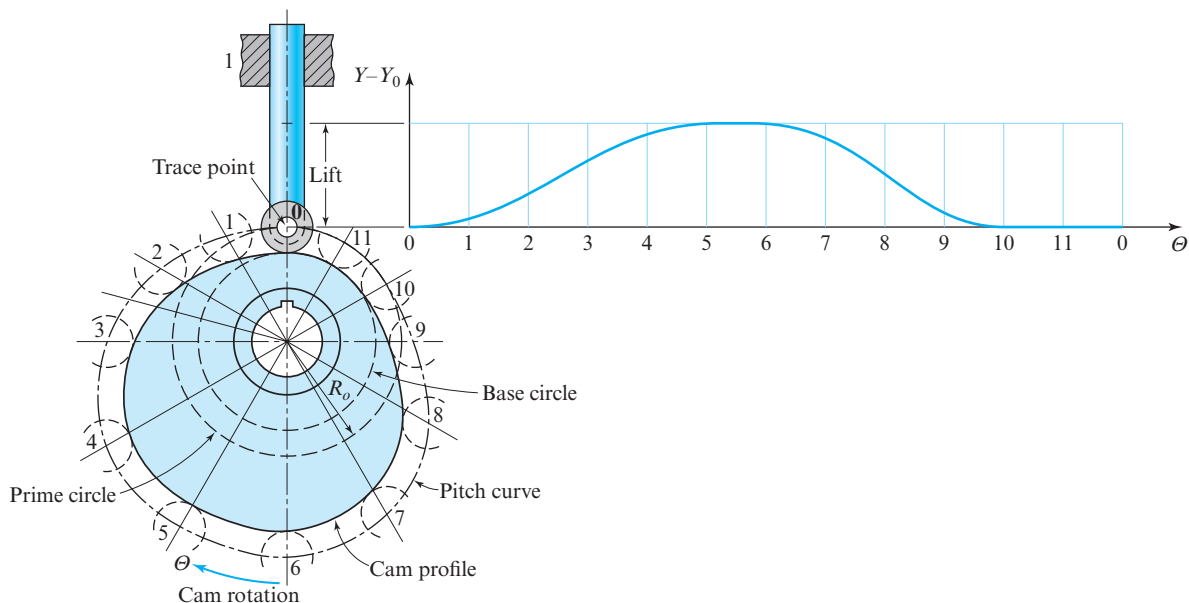 1
Y–Y0
Trace point
Lift
0
1
11
0 1 2 3 4 5 6 7 8 9 10 11 0
Θ
2
10
3
9
Ro
Base circle
8
4
Prime circle
Pitch curve
5
7
6
Θ
Cam profile
Cam rotation